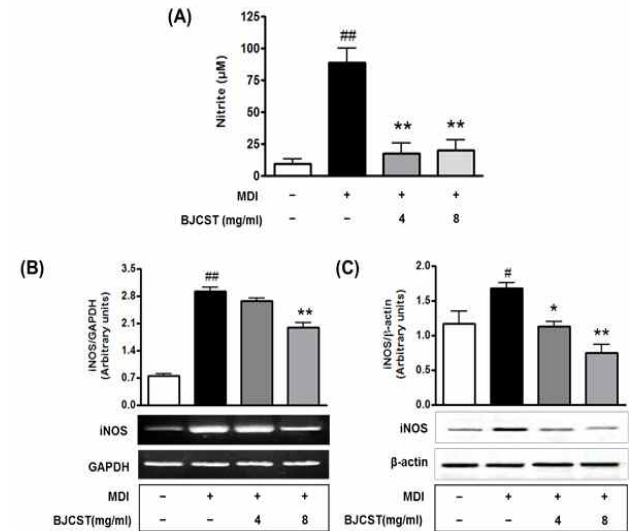 (A)
Nitrite (µM)
125
100
75
50
25
0
##
**
**
MDI – + + +
BJCST (mg/ml) – – 4 8
(B)
iNOS/GAPDH
(Arbitrary units)
3.5
2.8
2.1
1.4
0.7
0.0
##
**
iNOS
GAPDH
MDI – + + +
BJCST(mg/ml) – – 4 8
(C)
iNOS/β-actin
(Arbitrary units)
2.0
1.5
1.0
0.5
0.0
#
*
**
iNOS
β-actin
MDI – + + +
BJCST(mg/ml) – – 4 8